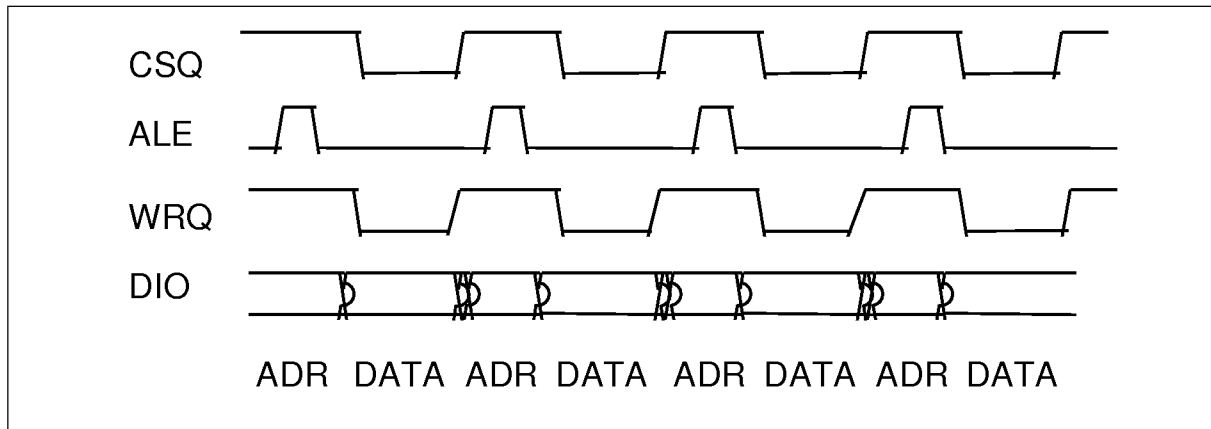 CSQ
ALE
WRQ
DIO
ADR DATA ADR DATA ADR DATA ADR DATA